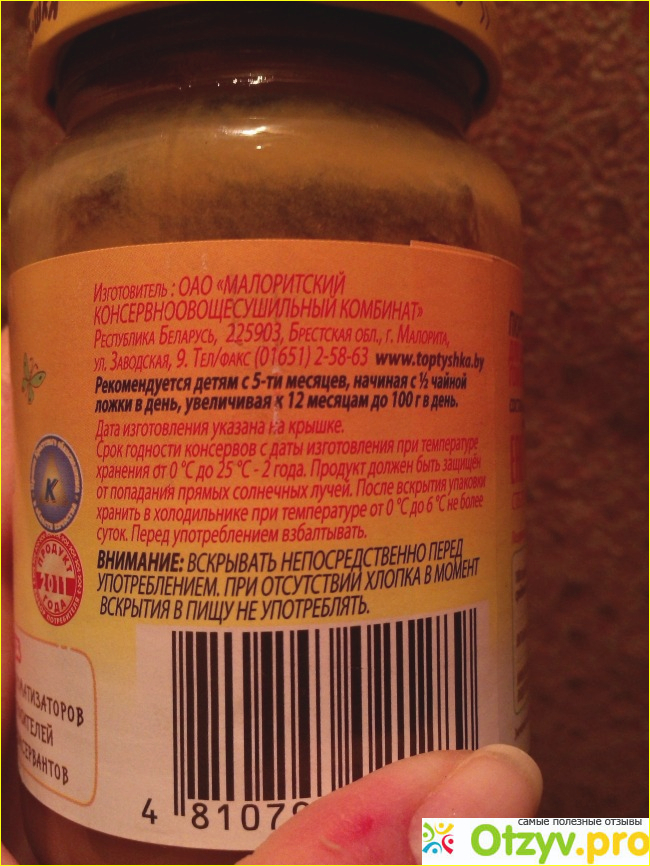 Изготовитель: ОАО «МАЛОРИТСКИЙ
КОНСЕРВНООВОЩЕСУШИЛЬНЫЙ КОМБИНАТ»
Республика Беларусь, 225903, Брестская обл., г. Малорита,
ул. Заводская, 9. Тел/факс (01651) 2-58-63 www.toptyshka.by
Рекомендуется детям с 5-ти месяцев, начиная с ½ чайной
ложки в день, увеличивая к 12 месяцам до 100 г в день.
Дата изготовления указана на крышке.
Срок годности консервов с даты изготовления при температуре
хранения от 0 °С до 25 °С - 2 года. Продукт должен быть защищен
от попадания прямых солнечных лучей. После вскрытия упаковки
хранить в холодильнике при температуре от 0 °С до 6 °С не более
суток. Перед употреблением взбалтывать.
ВНИМАНИЕ: ВСКРЫВАТЬ НЕПОСРЕДСТВЕННО ПЕРЕД
УПОТРЕБЛЕНИЕМ. ПРИ ОТСУТСТВИИ ХЛОПКА В МОМЕНТ
ВСКРЫТИЯ В ПИЩУ НЕ УПОТРЕБЛЯТЬ.
К
ПРОДУКТ
2011
ГОДА
4 81079
самые полезные отзывы
Otzyv.pro